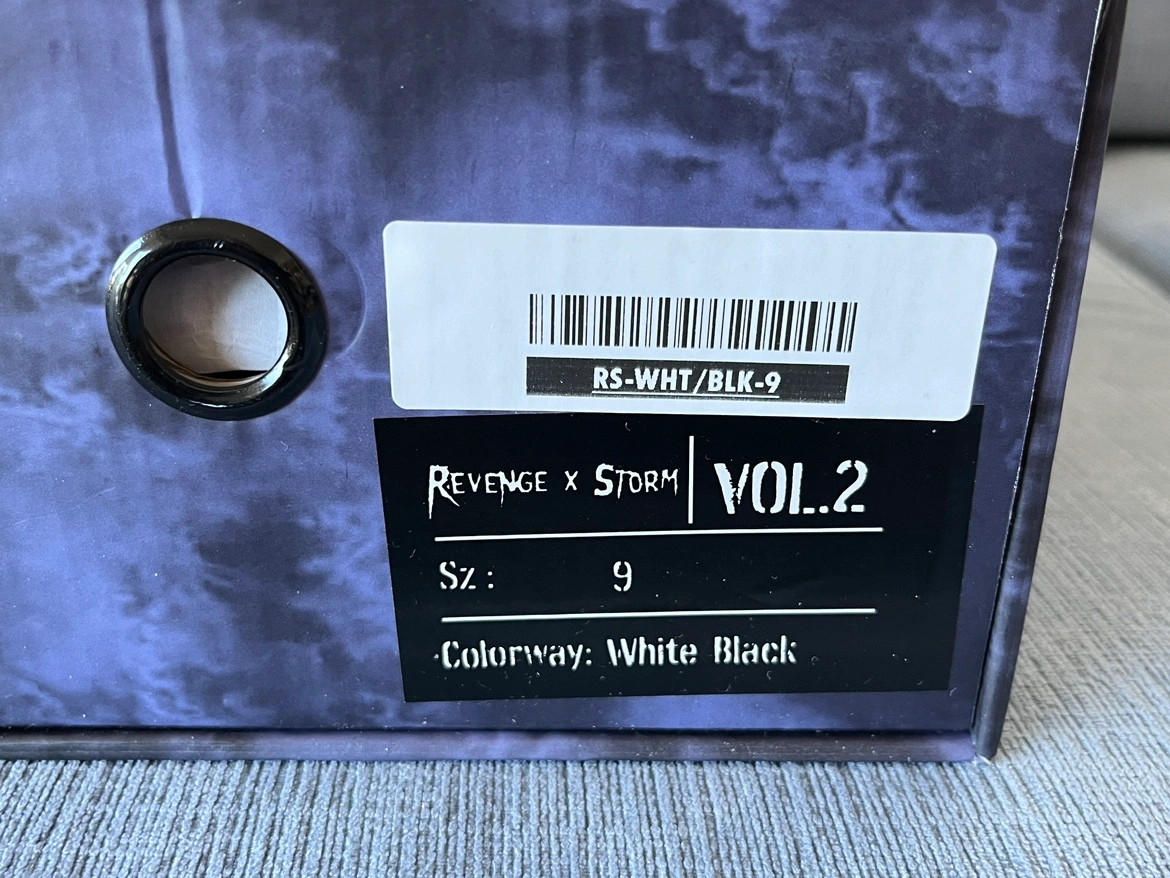 RS-WHT/BLK-9
REVENGE X STORM VOL.2
Sz: 9
Colorway: White Black